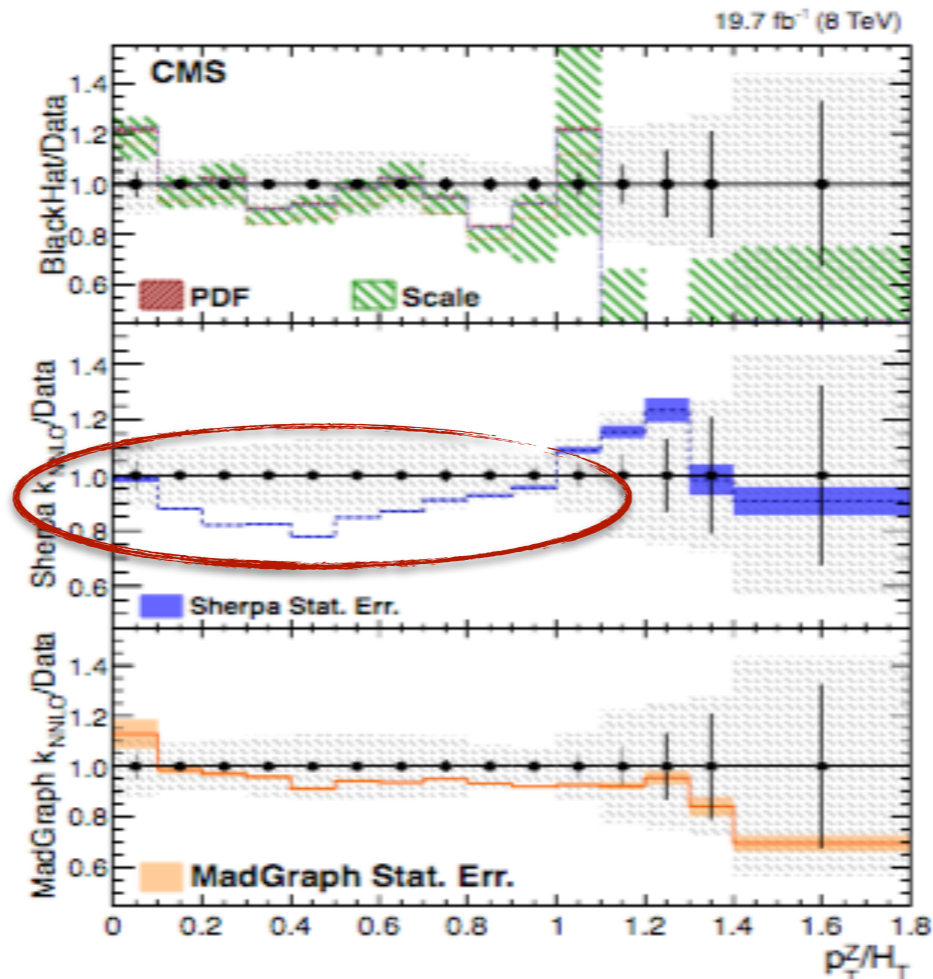 19.7 fb⁻¹ (8 TeV)
CMS
BlackHat/Data
1.4
1.2
1.0
0.8
0.6
PDF
Scale
Sherpa k_NNLO/Data
1.4
1.2
1.0
0.8
0.6
Sherpa Stat. Err.
MadGraph k_NNLO/Data
1.4
1.2
1.0
0.8
0.6
MadGraph Stat. Err.
0 0.2 0.4 0.6 0.8 1 1.2 1.4 1.6 1.8
p_T^Z/H_T